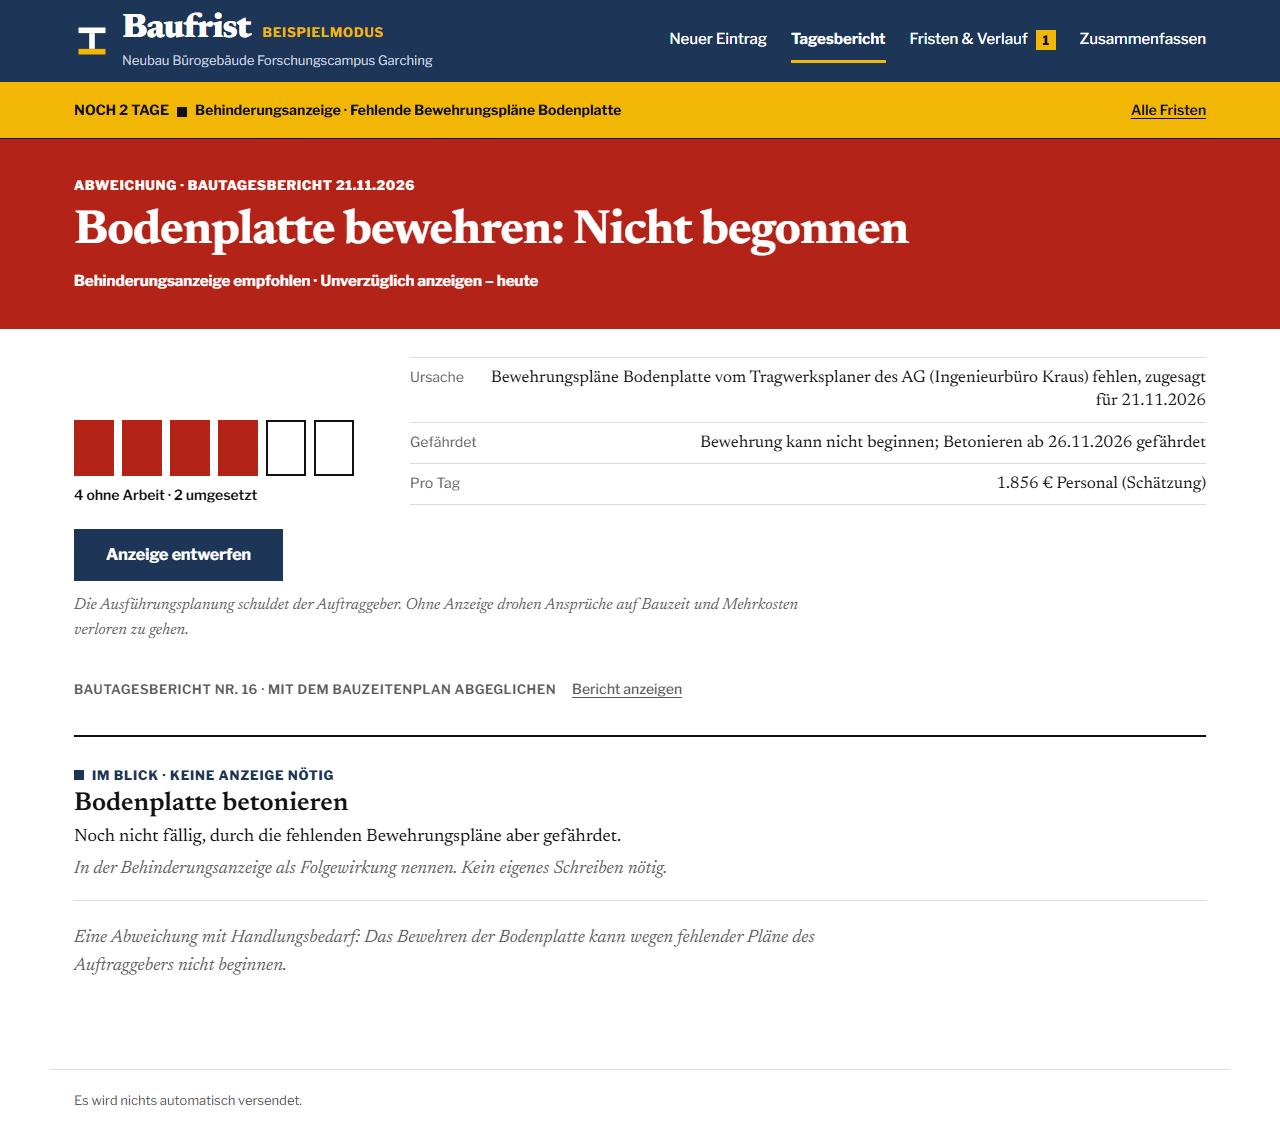 Baufrist BEISPIELMODUS
Neubau Bürogebäude Forschungscampus Garching
Neuer Eintrag Tagesbericht Fristen & Verlauf 1 Zusammenfassen
NOCH 2 TAGE Behinderungsanzeige · Fehlende Bewehrungspläne Bodenplatte Alle Fristen
ABWEICHUNG · BAUTAGESBERICHT 21.11.2026
Bodenplatte bewehren: Nicht begonnen
Behinderungsanzeige empfohlen · Unverzüglich anzeigen – heute
4 ohne Arbeit · 2 umgesetzt
Ursache Bewehrungspläne Bodenplatte vom Tragwerksplaner des AG (Ingenieurbüro Kraus) fehlen, zugesagt
für 21.11.2026
Gefährdet Bewehrung kann nicht beginnen; Betonieren ab 26.11.2026 gefährdet
Pro Tag 1.856 € Personal (Schätzung)
Anzeige entwerfen
Die Ausführungsplanung schuldet der Auftraggeber. Ohne Anzeige drohen Ansprüche auf Bauzeit und Mehrkosten
verloren zu gehen.
BAUTAGESBERICHT NR. 16 · MIT DEM BAUZEITENPLAN ABGEGLICHEN Bericht anzeigen
IM BLICK · KEINE ANZEIGE NÖTIG
Bodenplatte betonieren
Noch nicht fällig, durch die fehlenden Bewehrungspläne aber gefährdet.
In der Behinderungsanzeige als Folgewirkung nennen. Kein eigenes Schreiben nötig.
Eine Abweichung mit Handlungsbedarf: Das Bewehren der Bodenplatte kann wegen fehlender Pläne des
Auftraggebers nicht beginnen.
Es wird nichts automatisch versendet.